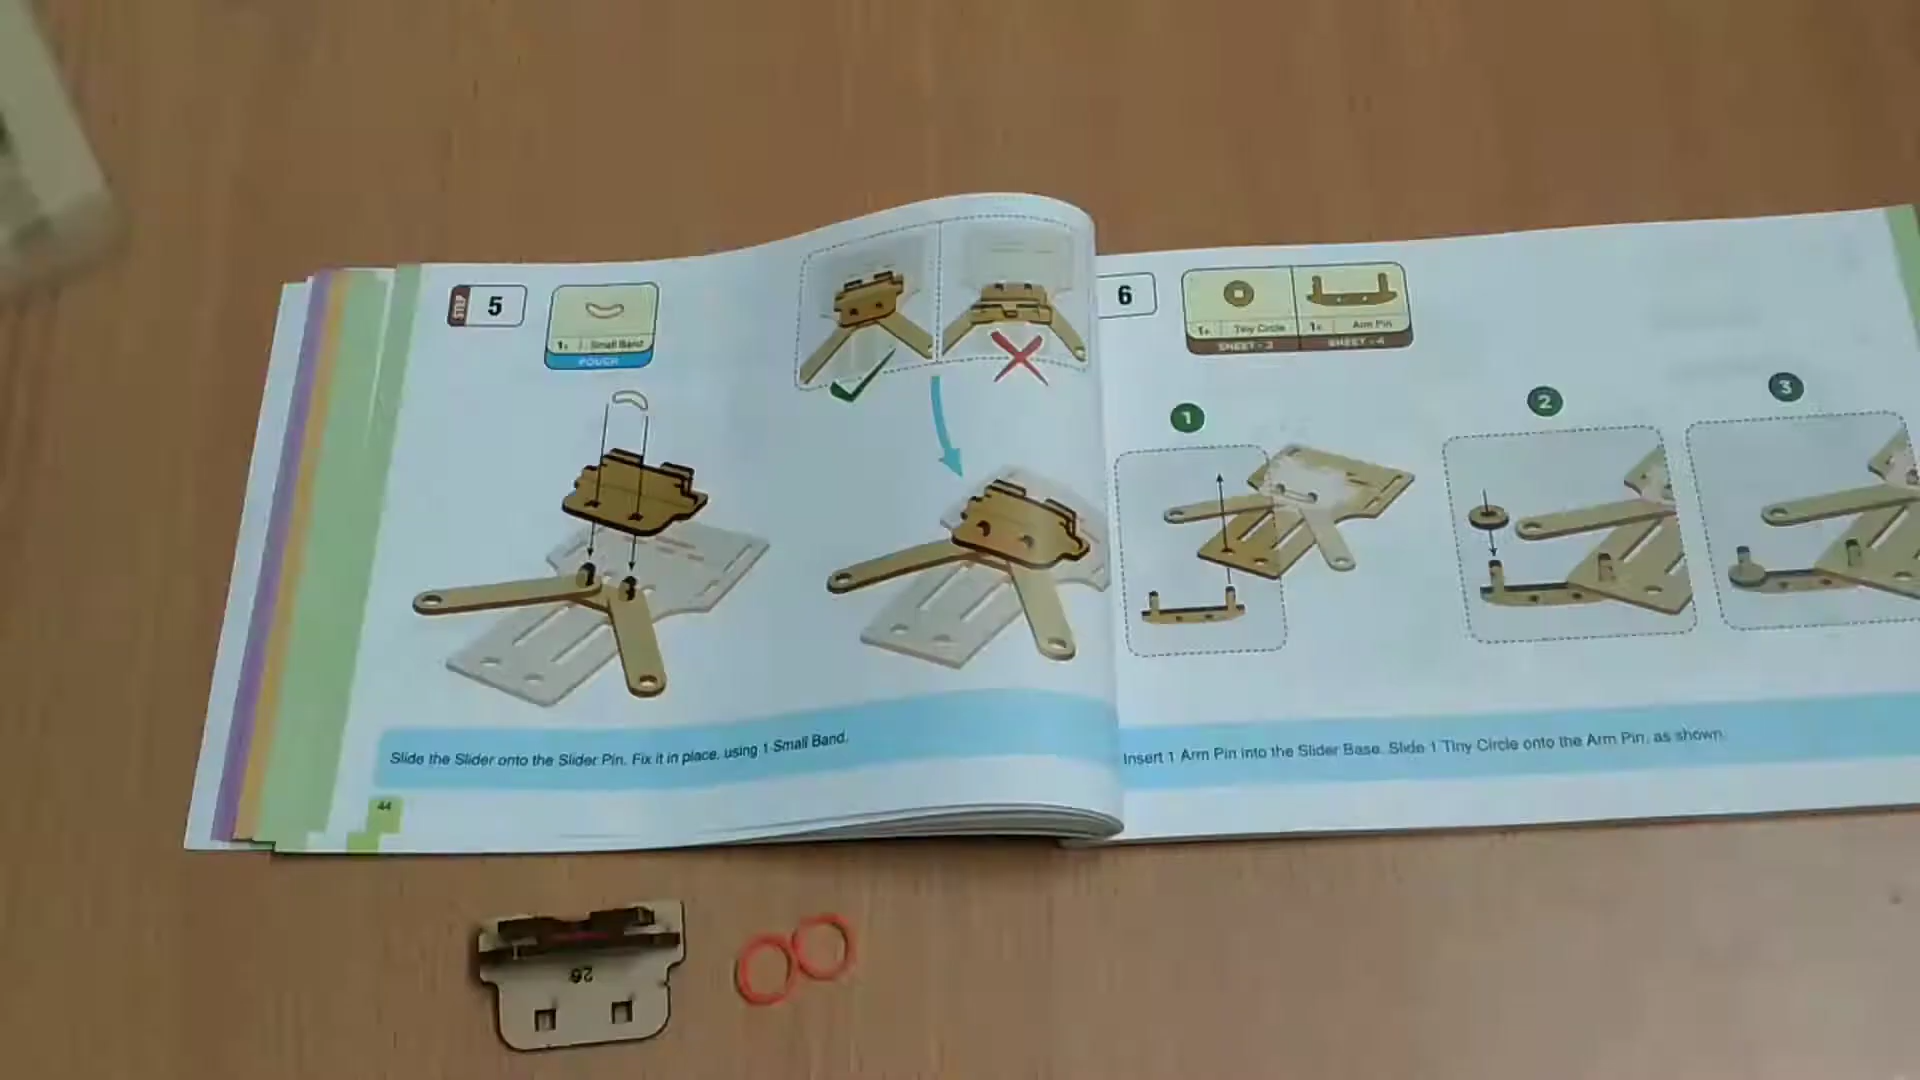 STEP 5
1x Small Band
POUCH
Slide the Slider onto the Slider Pin. Fix it in place, using 1 Small Band.
44
6
1x Tiny Circle 1x Arm Pin
SHEET - 3 SHEET - 4
1 2 3
Insert 1 Arm Pin into the Slider Base. Slide 1 Tiny Circle onto the Arm Pin, as shown.
26